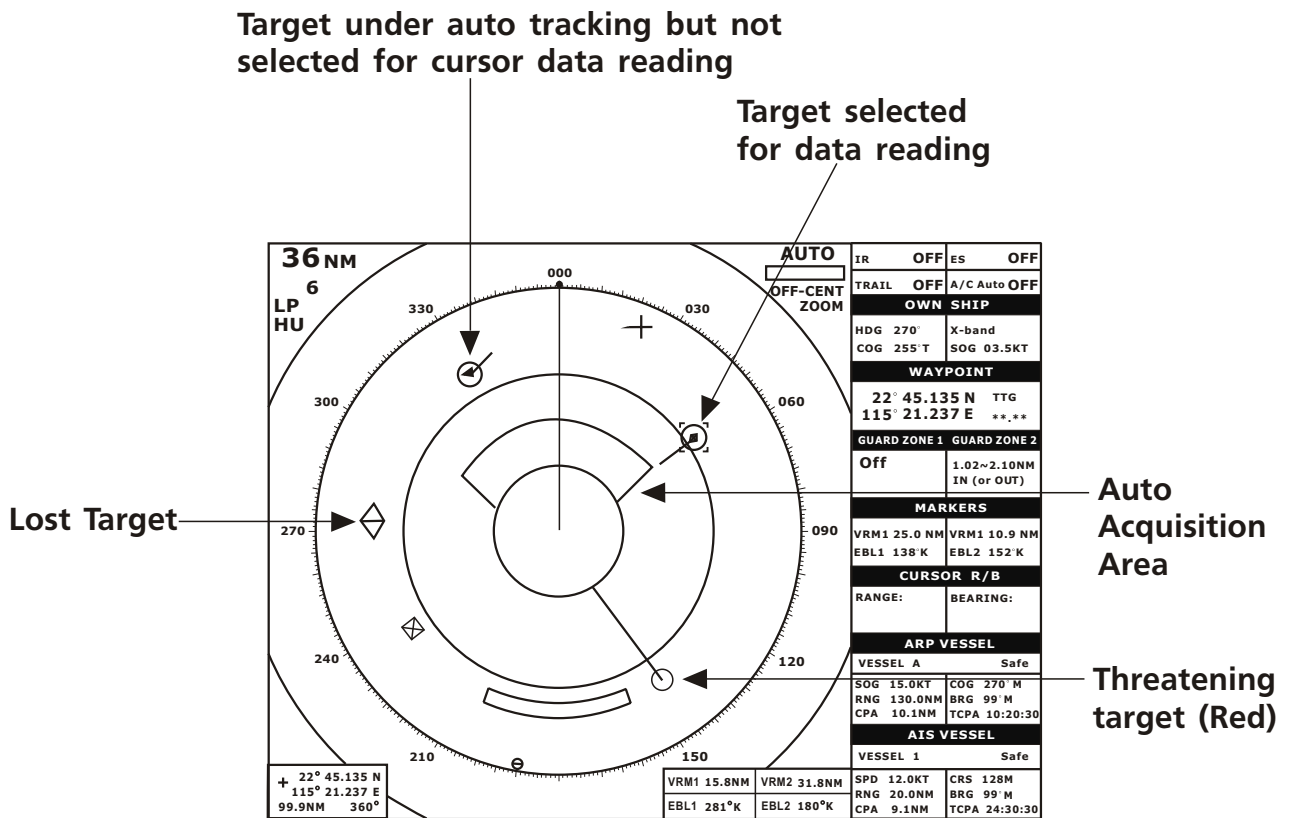 Target under auto tracking but not
selected for cursor data reading
Target selected
for data reading
Lost Target
Auto
Acquisition
Area
Threatening
target (Red)
36 NM
6
LP
HU
AUTO
OFF-CENT
ZOOM
000
030
060
090
120
150
210
240
270
300
330
IR OFF ES OFF
TRAIL OFF A/C Auto OFF
OWN SHIP
HDG 270° X-band
COG 255°T SOG 03.5KT
WAYPOINT
22° 45.135 N TTG
115° 21.237 E **.**
GUARD ZONE 1 GUARD ZONE 2
Off 1.02~2.10NM
IN (or OUT)
MARKERS
VRM1 25.0 NM VRM1 10.9 NM
EBL1 138°K EBL2 152°K
CURSOR R/B
RANGE: BEARING:
ARP VESSEL
VESSEL A Safe
SOG 15.0KT COG 270° M
RNG 130.0NM BRG 99°M
CPA 10.1NM TCPA 10:20:30
AIS VESSEL
VESSEL 1 Safe
SPD 12.0KT CRS 128M
RNG 20.0NM BRG 99°M
CPA 9.1NM TCPA 24:30:30
+ 22° 45.135 N
115° 21.237 E
99.9NM 360°
VRM1 15.8NM VRM2 31.8NM
EBL1 281°K EBL2 180°K